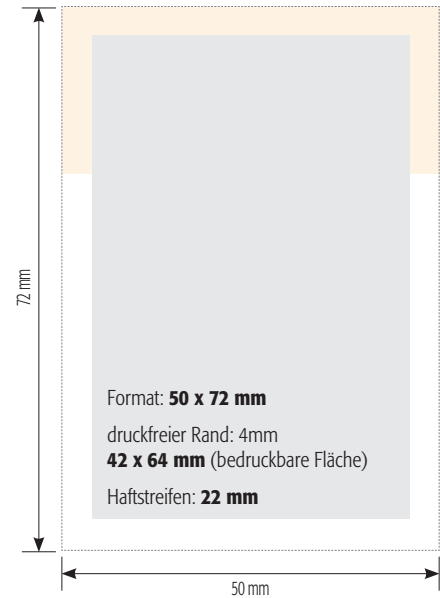 72 mm
Format: 50 x 72 mm
druckfreier Rand: 4mm
42 x 64 mm (bedruckbare Fläche)
Haftstreifen: 22 mm
50 mm